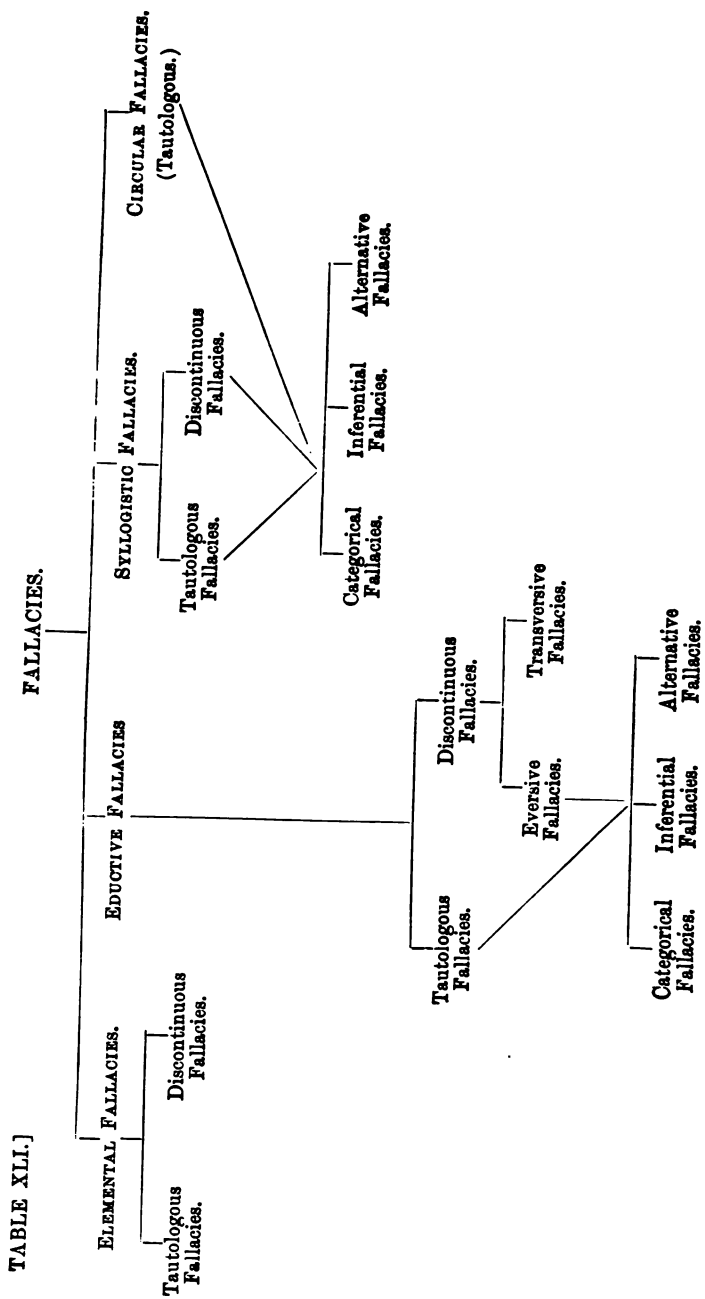 TABLE XLI.]
FALLACIES.
ELEMENTAL FALLACIES.
EDUCTIVE FALLACIES
SYLLOGISTIC FALLACIES.
CIRCULAR FALLACIES.
(Tautologous.)
Tautologous
Fallacies.
Discontinuous
Fallacies.
Tautologous
Fallacies.
Discontinuous
Fallacies.
Categorical
Fallacies.
Inferential
Fallacies.
Alternative
Fallacies.
Tautologous
Fallacies.
Discontinuous
Fallacies.
Eversive
Fallacies.
Transversive
Fallacies.
Categorical
Fallacies.
Inferential
Fallacies.
Alternative
Fallacies.